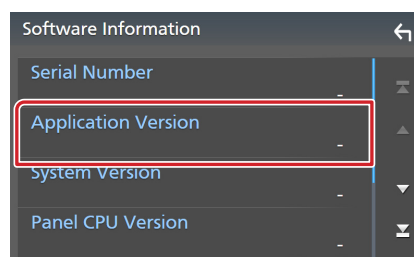 Software Information
Serial Number
-
Application Version
-
System Version
-
Panel CPU Version
-